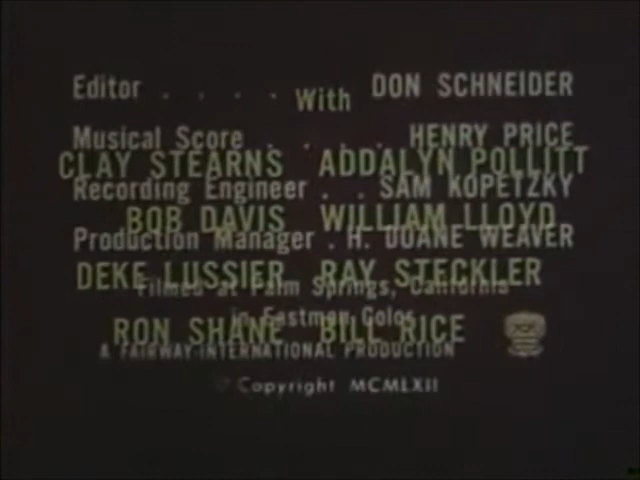 Editor . . . . DON SCHNEIDER
With
Musical Score . . . . HENRY PRICE
CLAY STEARNS ADDALYN POLLITT
Recording Engineer . . SAM KOPETZKY
BOB DAVIS WILLIAM LLOYD
Production Manager . H. DUANE WEAVER
DEKE LUSSIER RAY STECKLER
Filmed at Palm Springs, California
in Eastman Color
RON SHANE BILL RICE
A FAIRWAY-INTERNATIONAL PRODUCTION
© Copyright MCMLXII